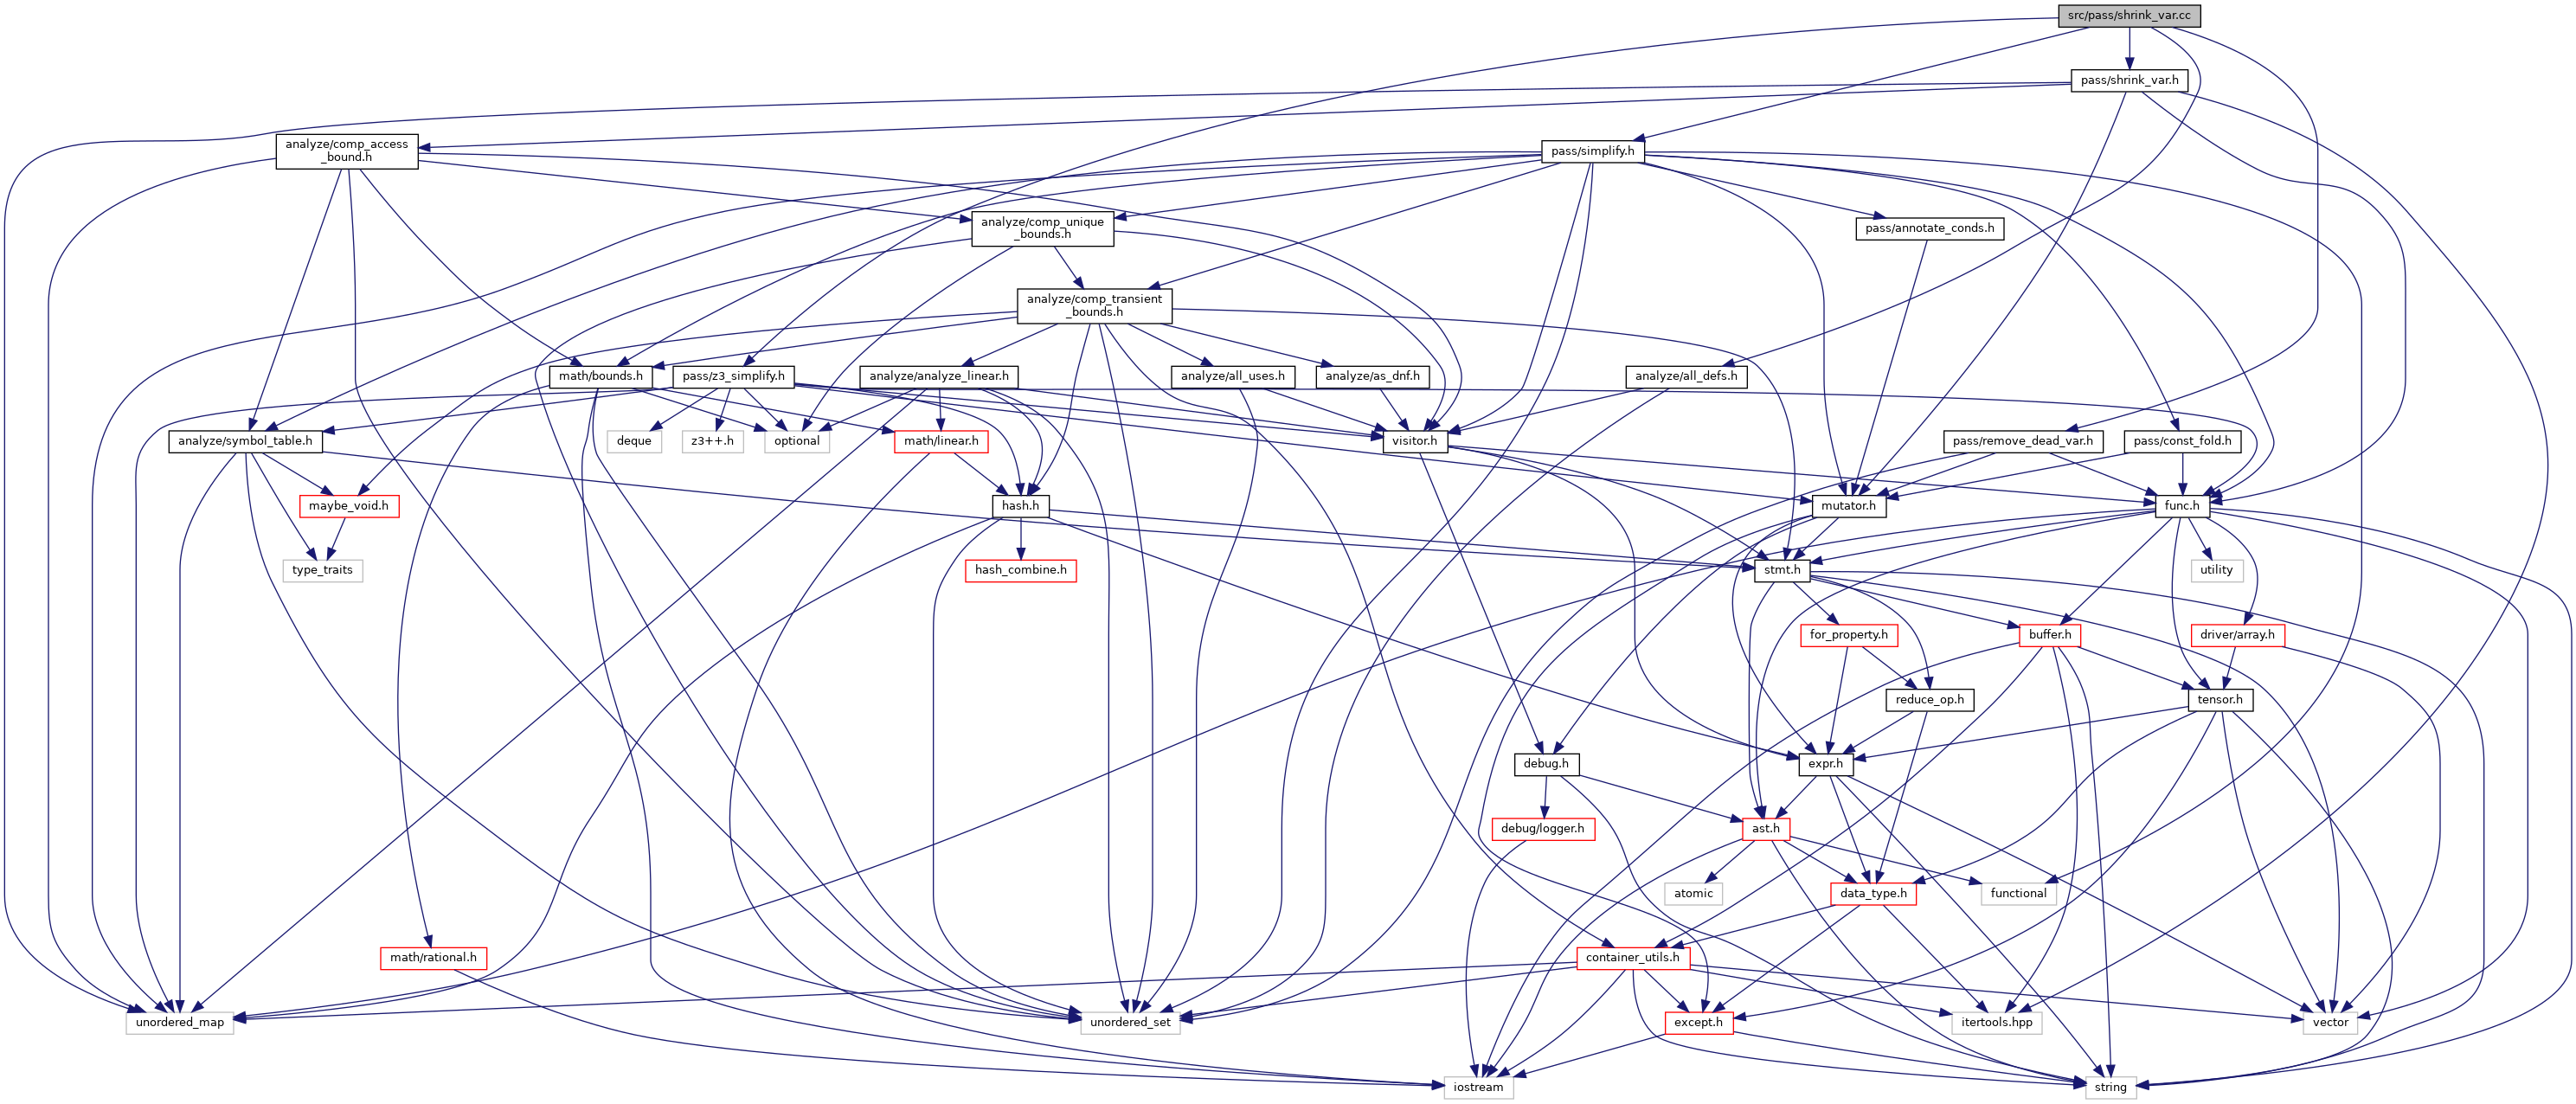 src/pass/shrink_var.cc
pass/shrink_var.h
analyze/comp_access
_bound.h
pass/simplify.h
analyze/comp_unique
_bounds.h
pass/annotate_conds.h
analyze/comp_transient
_bounds.h
math/bounds.h
pass/z3_simplify.h
analyze/analyze_linear.h
analyze/all_uses.h
analyze/as_dnf.h
analyze/all_defs.h
analyze/symbol_table.h
deque
z3++.h
optional
math/linear.h
visitor.h
pass/remove_dead_var.h
pass/const_fold.h
maybe_void.h
hash.h
mutator.h
func.h
type_traits
hash_combine.h
stmt.h
utility
for_property.h
buffer.h
driver/array.h
reduce_op.h
tensor.h
debug.h
expr.h
debug/logger.h
ast.h
atomic
data_type.h
functional
math/rational.h
container_utils.h
unordered_map
unordered_set
except.h
itertools.hpp
vector
iostream
string